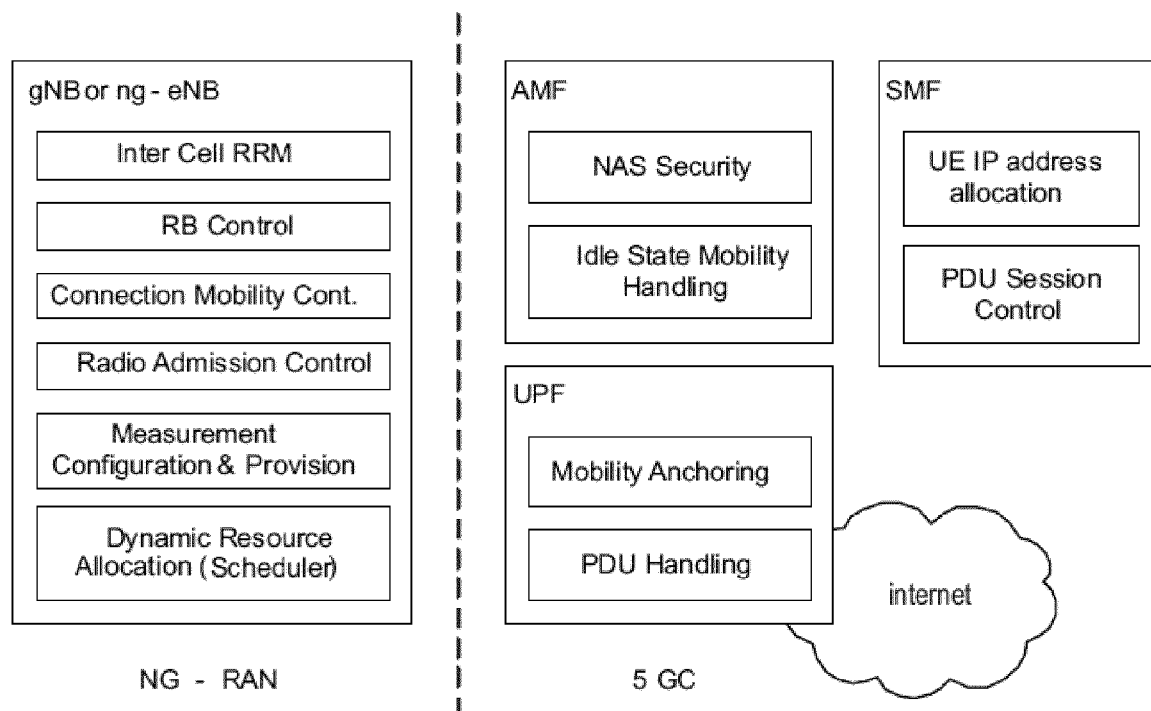 gNB or ng - eNB
Inter Cell RRM
RB Control
Connection Mobility Cont.
Radio Admission Control
Measurement
Configuration & Provision
Dynamic Resource
Allocation (Scheduler)
NG - RAN
AMF
NAS Security
Idle State Mobility
Handling
SMF
UE IP address
allocation
PDU Session
Control
UPF
Mobility Anchoring
PDU Handling
internet
5 GC